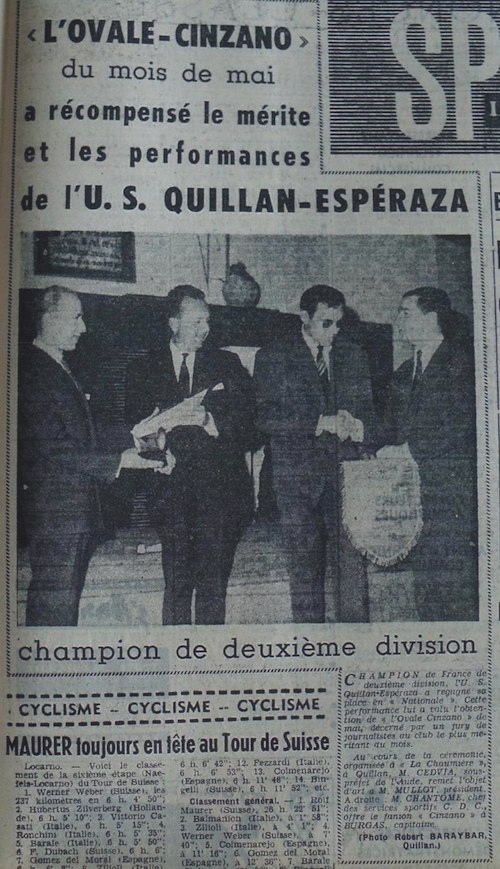 « L'OVALE-CINZANO »
du mois de mai
a récompensé le mérite
et les performances
de l'U. S. QUILLAN-ESPÉRAZA
SP
champion de deuxième division
CHAMPION de France de
deuxième division, l'U. S.
Quillan-Espéraza a regagné sa
place en « Nationale ». Cette
performance lui a valu l'obten-
tion de « l'Ovale Cinzano » de
mai, décerné par un jury de
journalistes au club le plus mé-
ritant du mois.
Au cours de la cérémonie,
organisée à « La Chaumière »,
à Quillan, M. CEDVIA, sous-
préfet de l'Aude, remet l'objet
d'art à M. MULLOT, président.
A droite, M. CHANTOME, chef
des services sportifs C. D. C.,
offre le fanion « Cinzano » à
BURGAS, capitaine.
(Photo Robert BARAYBAR,
Quillan.)
CYCLISME -- CYCLISME -- CYCLISME
MAURER toujours en tête au Tour de Suisse
Locarno. — Voici le classe-
ment de la sixième étape (Nae-
fels-Locarno) du Tour de Suisse :
1. Werner Weber (Suisse), les
237 kilomètres en 6 h. 4' 50";
2. Hubertus Zilverberg (Hollan-
de), 6 h. 5' 10"; 3. Vittorio Ca-
sati (Italie), 6 h. 5' 15"; 4.
Ronchini (Italie), 6 h. 5' 35";
5. Barale (Italie), 6 h. 5' 50";
6. F. Dubach (Suisse), 6 h. 6';
7. Gomez del Moral (Espagne),
6 h. 6' 42"; 12. Fezzardi (Italie),
6 h. 6' 53"; 13. Colmenarejo
(Espagne), 6 h. 11' 46"; 14. Bin-
gelli (Suisse), 6 h. 11' 52", etc.
Classement général. — 1. Rolf
Maurer (Suisse), 26 h. 22' 51";
2. Balmamion (Italie), à 1' 58";
3. Zilioli (Italie), à 4' 1"; 4.
Werner Weber (Suisse), à 7'
40"; 5. Colmenarejo (Espagne),
à 11' 16"; 6. Gomez del Moral
(Espagne), à 12' 36"; 7. Barale